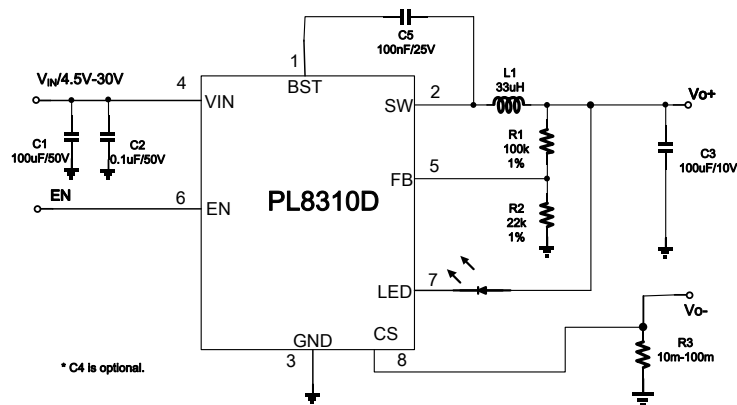 C5
100nF/25V
1
BST
VIN/4.5V-30V
4
VIN
SW
2
L1
33uH
Vo+
C1
100uF/50V
C2
0.1uF/50V
R1
100k
1%
C3
100uF/10V
EN
6
EN
FB
5
PL8310D
R2
22k
1%
LED
7
Vo-
GND
3
CS
8
R3
10m-100m
* C4 is optional.